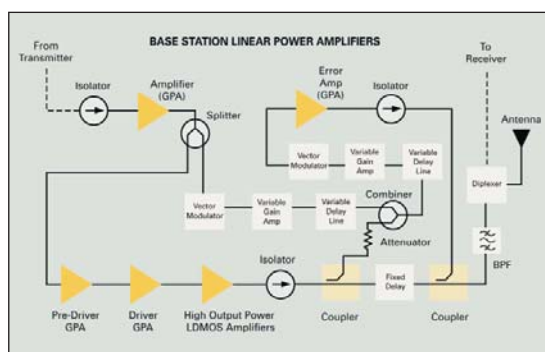 BASE STATION LINEAR POWER AMPLIFIERS
From
Transmitter
To
Receiver
Isolator
Amplifier
(GPA)
Splitter
Error
Amp
(GPA)
Isolator
Antenna
Vector
Modulator
Variable
Gain
Amp
Variable
Delay
Line
Diplexer
Vector
Modulator
Variable
Gain
Amp
Variable
Delay
Line
Combiner
Attenuator
BPF
Isolator
Fixed
Delay
Pre-Driver
GPA
Driver
GPA
High Output Power
LDMOS Amplifiers
Coupler
Coupler